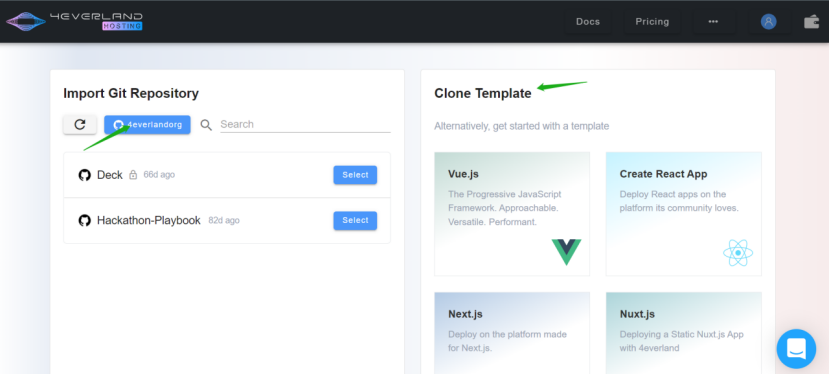 4EVERLAND
HOSTING
Docs
Pricing
Import Git Repository
4everlandorg
Search
Deck 66d ago
Select
Hackathon-Playbook 82d ago
Select
Clone Template
Alternatively, get started with a template
Vue.js
The Progressive JavaScript
Framework. Approachable.
Versatile. Performant.
Create React App
Deploy React apps on the
platform its community loves.
Next.js
Deploy on the platform made
for Next.js.
Nuxt.js
Deploying a Static Nuxt.js App
with 4everland